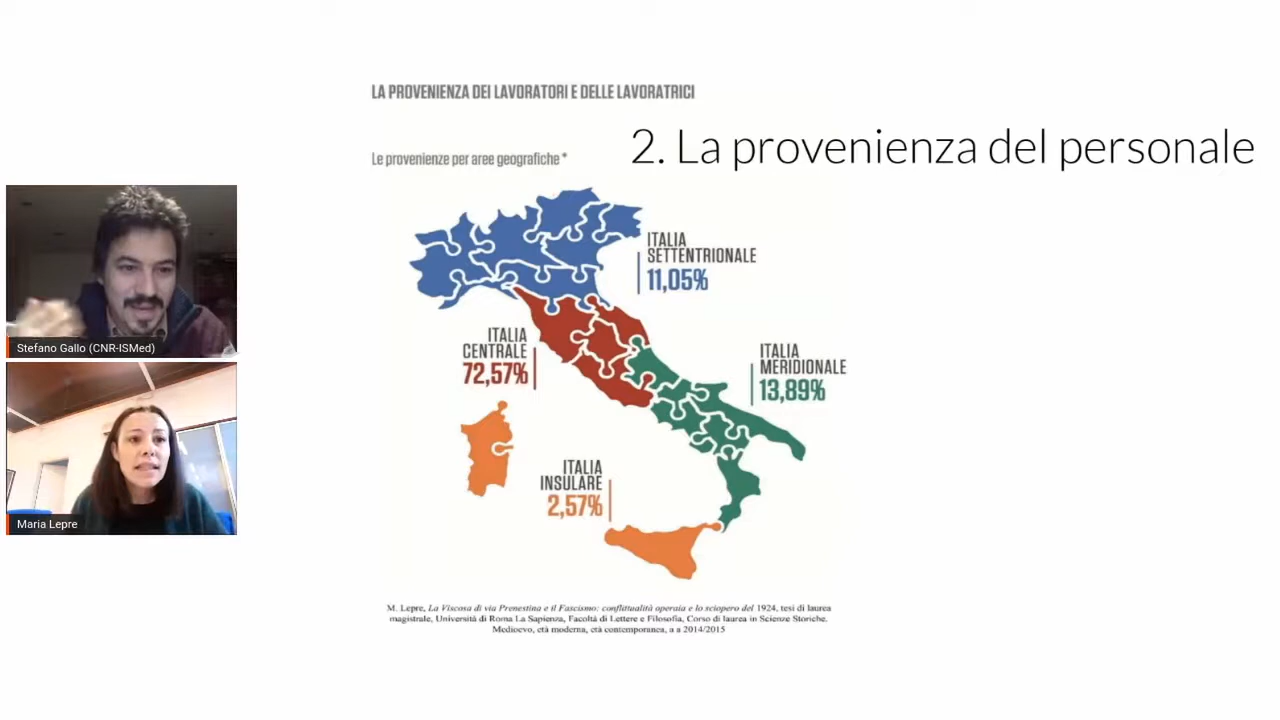 LA PROVENIENZA DEI LAVORATORI E DELLE LAVORATRICI
2. La provenienza del personale
Le provenienze per aree geografiche*
ITALIA
SETTENTRIONALE
11,05%
ITALIA
CENTRALE
72,57%
ITALIA
MERIDIONALE
13,89%
ITALIA
INSULARE
2,57%
Stefano Gallo (CNR-ISMed)
Maria Lepre
M. Lepre, La Viscosa di via Prenestina e il Fascismo: conflittualità operaia e lo sciopero del 1924, tesi di laurea
magistrale, Università di Roma La Sapienza, Facoltà di Lettere e Filosofia, Corso di laurea in Scienze Storiche.
Medioevo, età moderna, età contemporanea, a a 2014/2015